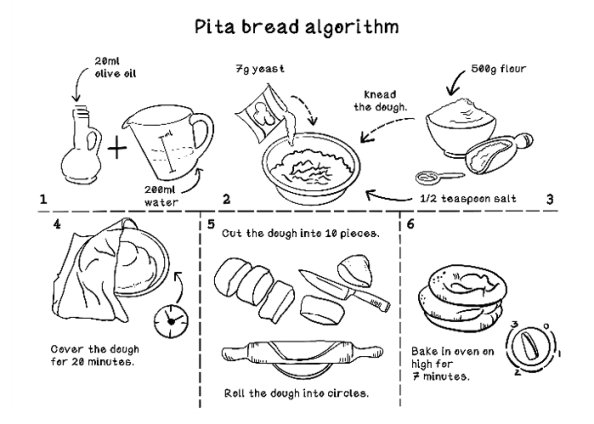 Pita bread algorithm
20ml
olive oil
200ml
water
1
7g yeast
2
Knead
the dough.
500g flour
1/2 teaspoon salt
3
4
Cover the dough
for 20 minutes.
5
Cut the dough into 10 pieces.
Roll the dough into circles.
6
Bake in oven on
high for
7 minutes.
3
0
1
2